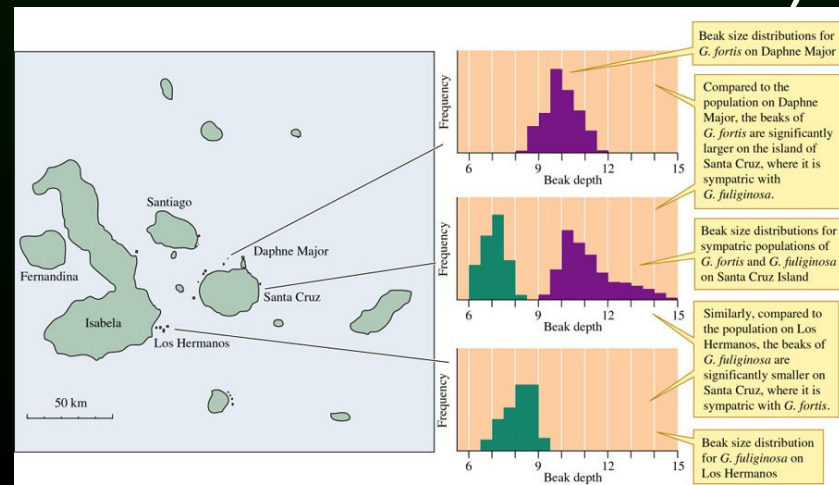 Santiago
Daphne Major
Fernandina
Santa Cruz
Isabela
Los Hermanos
50 km
Frequency
6 9 12 15
Beak depth
Frequency
6 9 12 15
Beak depth
Frequency
6 9 12 15
Beak depth
Beak size distributions for
G. fortis on Daphne Major
Compared to the
population on Daphne
Major, the beaks of
G. fortis are significantly
larger on the island of
Santa Cruz, where it is
sympatric with
G. fuliginosa.
Beak size distributions for
sympatric populations of
G. fortis and G. fuliginosa
on Santa Cruz Island
Similarly, compared to
the population on Los
Hermanos, the beaks of
G. fuliginosa are
significantly smaller on
Santa Cruz, where it is
sympatric with G. fortis.
Beak size distribution
for G. fuliginosa on
Los Hermanos